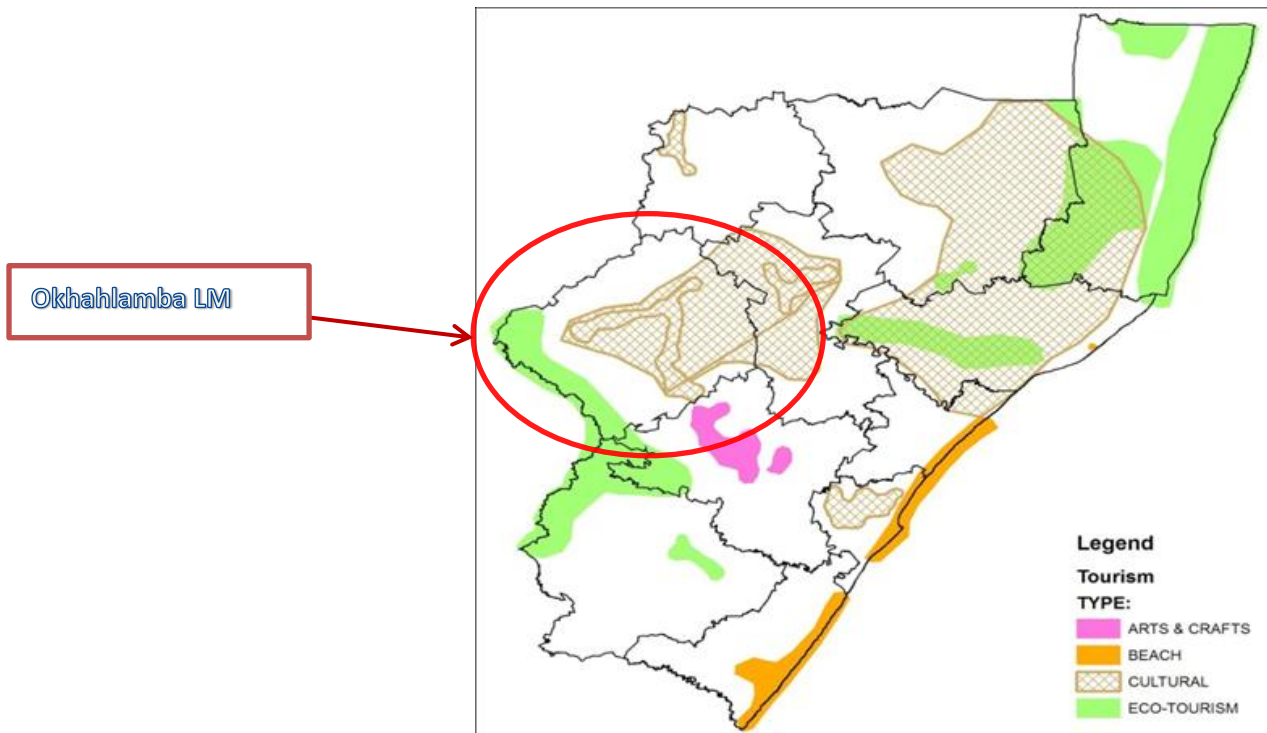 Okhahlamba LM
Legend
Tourism
TYPE:
ARTS & CRAFTS
BEACH
CULTURAL
ECO-TOURISM